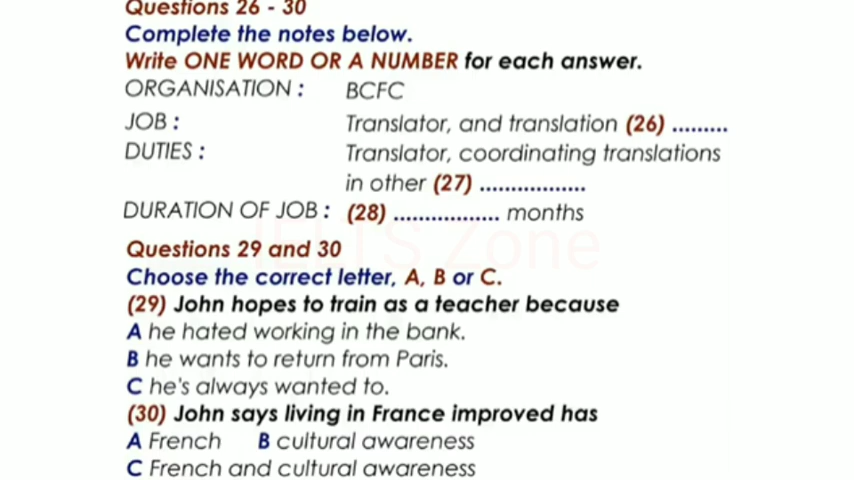 Questions 26 - 30
Complete the notes below.
Write ONE WORD OR A NUMBER for each answer.
ORGANISATION : BCFC
JOB : Translator, and translation (26) .........
DUTIES : Translator, coordinating translations
in other (27) .................
DURATION OF JOB : (28) ................. months
IELTS Zone
Questions 29 and 30
Choose the correct letter, A, B or C.
(29) John hopes to train as a teacher because
A he hated working in the bank.
B he wants to return from Paris.
C he's always wanted to.
(30) John says living in France improved has
A French B cultural awareness
C French and cultural awareness